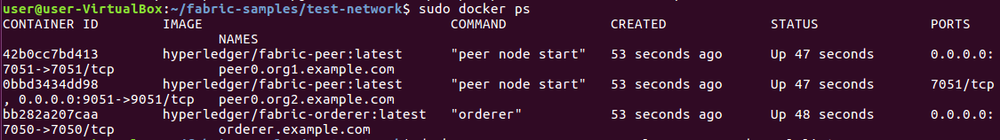 user@user-VirtualBox:~/fabric-samples/test-network$ sudo docker ps
CONTAINER ID        IMAGE                               COMMAND             CREATED             STATUS              PORTS
                              NAMES
42b0cc7bd413        hyperledger/fabric-peer:latest      "peer node start"   53 seconds ago      Up 47 seconds       0.0.0.0:
7051->7051/tcp                peer0.org1.example.com
0bbd3434dd98        hyperledger/fabric-peer:latest      "peer node start"   53 seconds ago      Up 47 seconds       7051/tcp
, 0.0.0.0:9051->9051/tcp   peer0.org2.example.com
bb282a207caa        hyperledger/fabric-orderer:latest   "orderer"           53 seconds ago      Up 48 seconds       0.0.0.0:
7050->7050/tcp                orderer.example.com